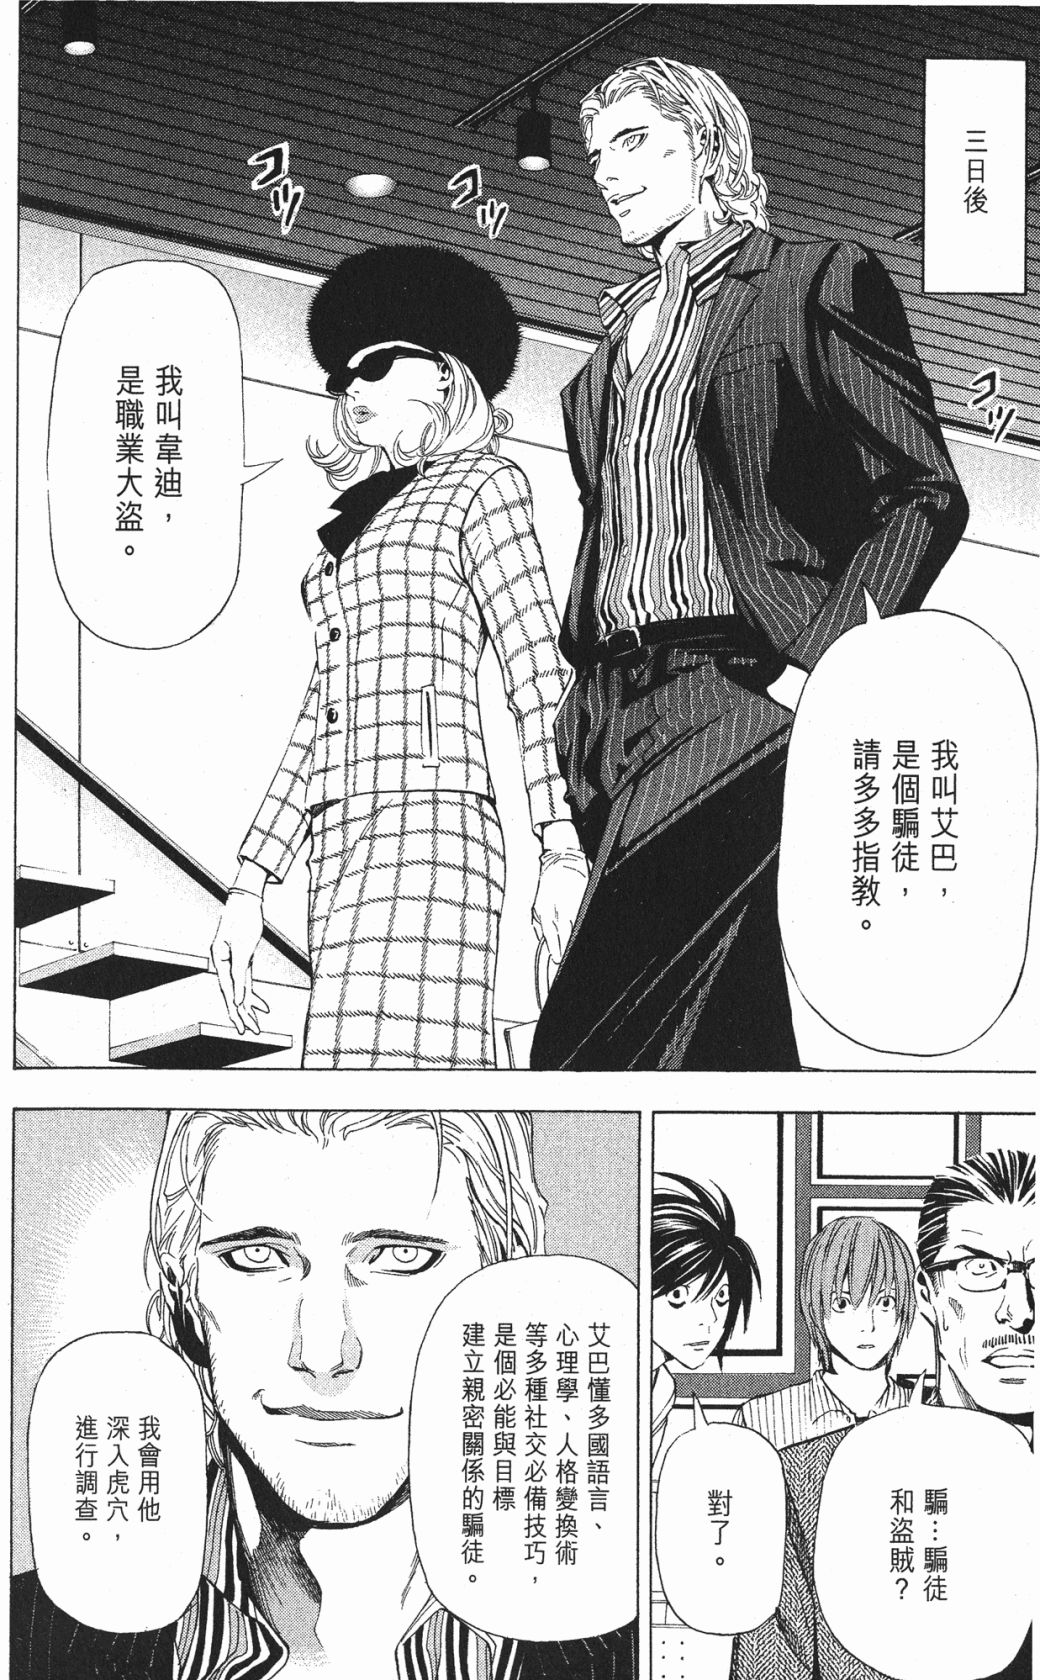 三日後
コツ
コツ
コツ
我叫艾巴，
是個騙徒，
請多多指教。
我叫韋迪，
是職業大盜。
騙…騙徒
和盜賊？
對了。
艾巴懂多國語言、
心理學、人格變換術
等多種社交必備技巧，
是個必能與目標
建立親密關係的騙徒。
我會用他
深入虎穴，
進行調查。